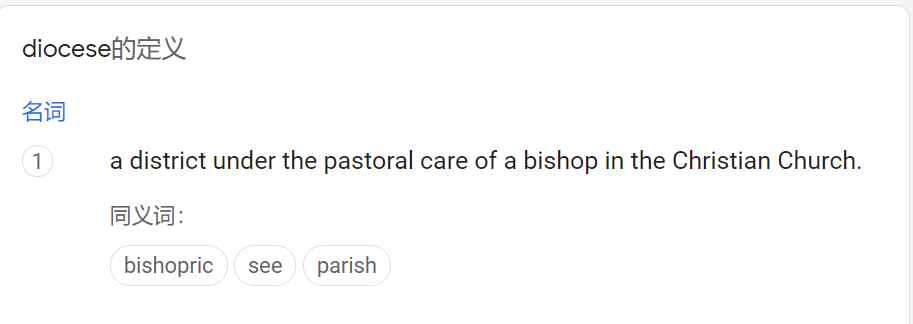 diocese的定义
名词
1 a district under the pastoral care of a bishop in the Christian Church.
同义词：
bishopric see parish